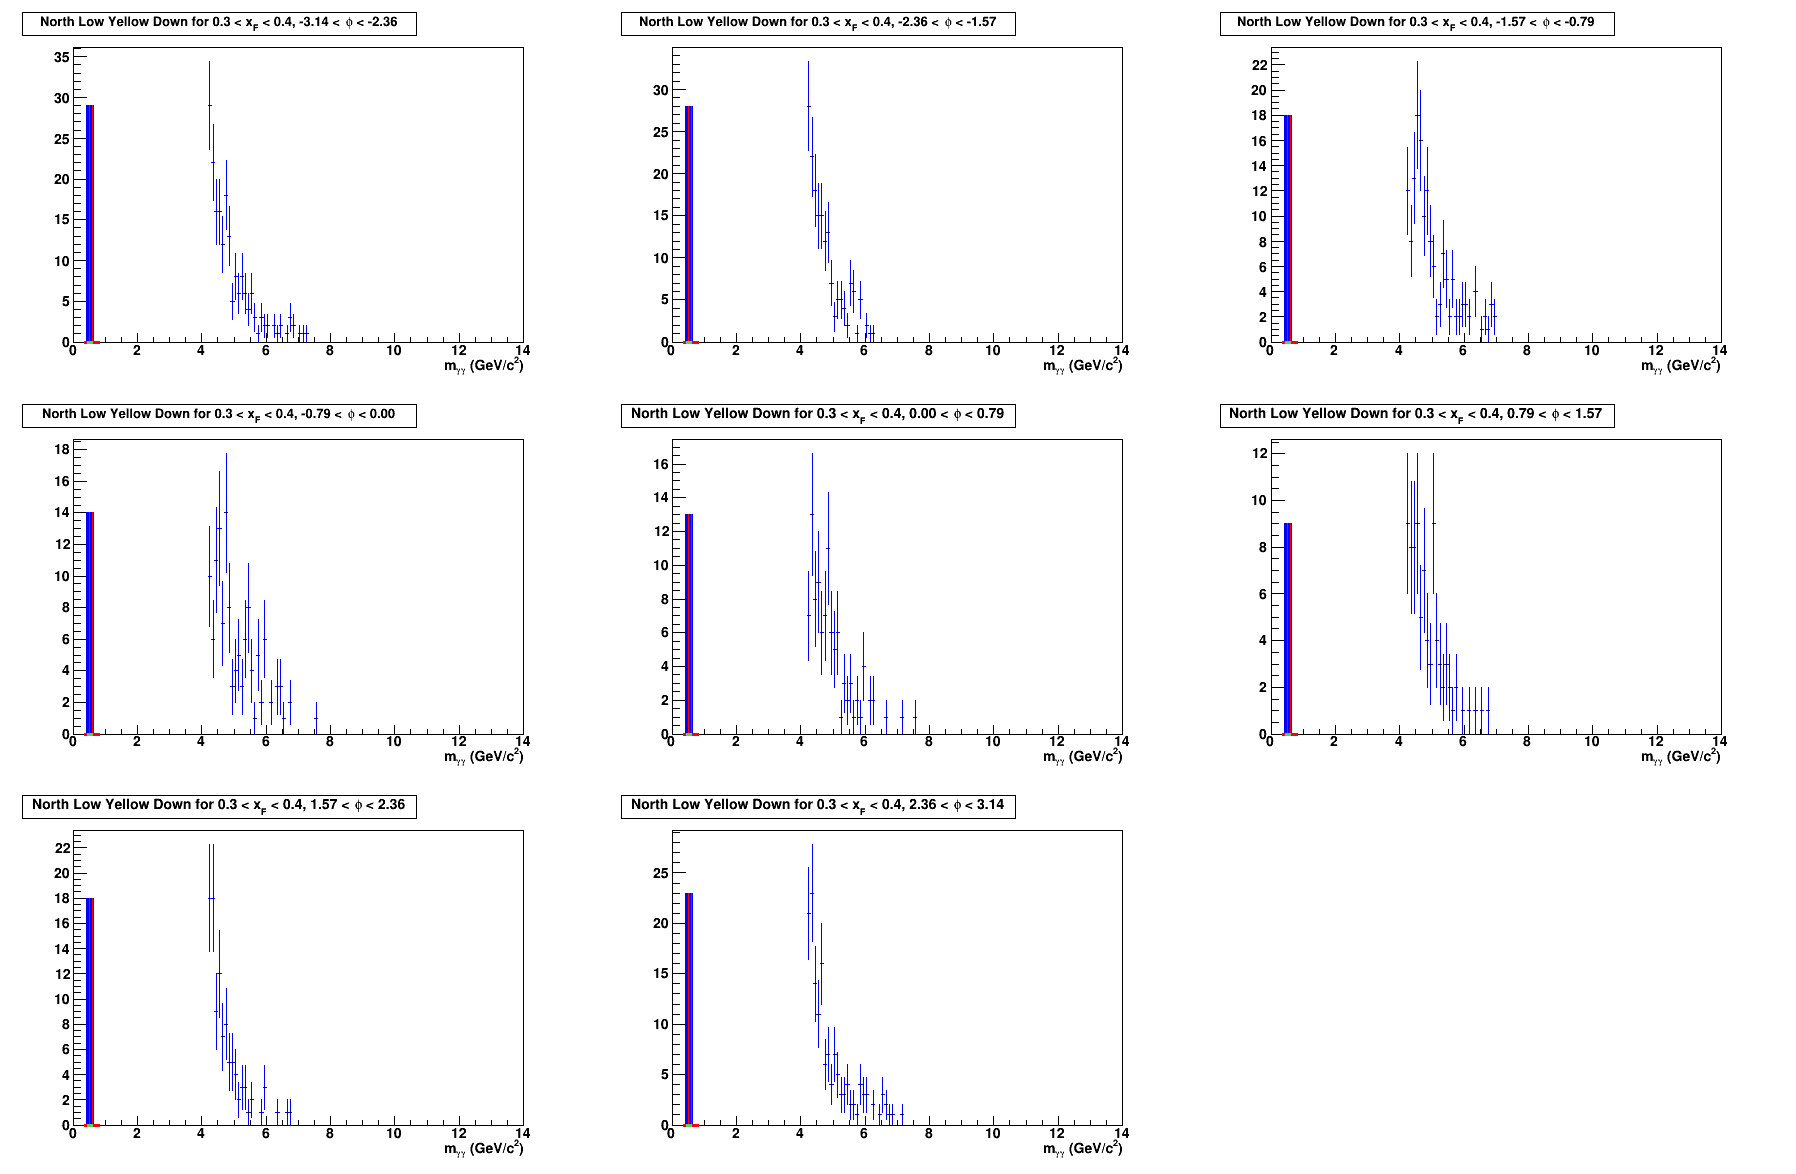 North Low Yellow Down for 0.3 < x_F < 0.4, -3.14 < ϕ < -2.36
35
30
25
20
15
10
5
0
0 2 4 6 8 10 12 14
m_γγ (GeV/c²)
North Low Yellow Down for 0.3 < x_F < 0.4, -2.36 < ϕ < -1.57
30
25
20
15
10
5
0
0 2 4 6 8 10 12 14
m_γγ (GeV/c²)
North Low Yellow Down for 0.3 < x_F < 0.4, -1.57 < ϕ < -0.79
22
20
18
16
14
12
10
8
6
4
2
0
0 2 4 6 8 10 12 14
m_γγ (GeV/c²)
North Low Yellow Down for 0.3 < x_F < 0.4, -0.79 < ϕ < 0.00
18
16
14
12
10
8
6
4
2
0
0 2 4 6 8 10 12 14
m_γγ (GeV/c²)
North Low Yellow Down for 0.3 < x_F < 0.4, 0.00 < ϕ < 0.79
16
14
12
10
8
6
4
2
0
0 2 4 6 8 10 12 14
m_γγ (GeV/c²)
North Low Yellow Down for 0.3 < x_F < 0.4, 0.79 < ϕ < 1.57
12
10
8
6
4
2
0
0 2 4 6 8 10 12 14
m_γγ (GeV/c²)
North Low Yellow Down for 0.3 < x_F < 0.4, 1.57 < ϕ < 2.36
22
20
18
16
14
12
10
8
6
4
2
0
0 2 4 6 8 10 12 14
m_γγ (GeV/c²)
North Low Yellow Down for 0.3 < x_F < 0.4, 2.36 < ϕ < 3.14
25
20
15
10
5
0
0 2 4 6 8 10 12 14
m_γγ (GeV/c²)